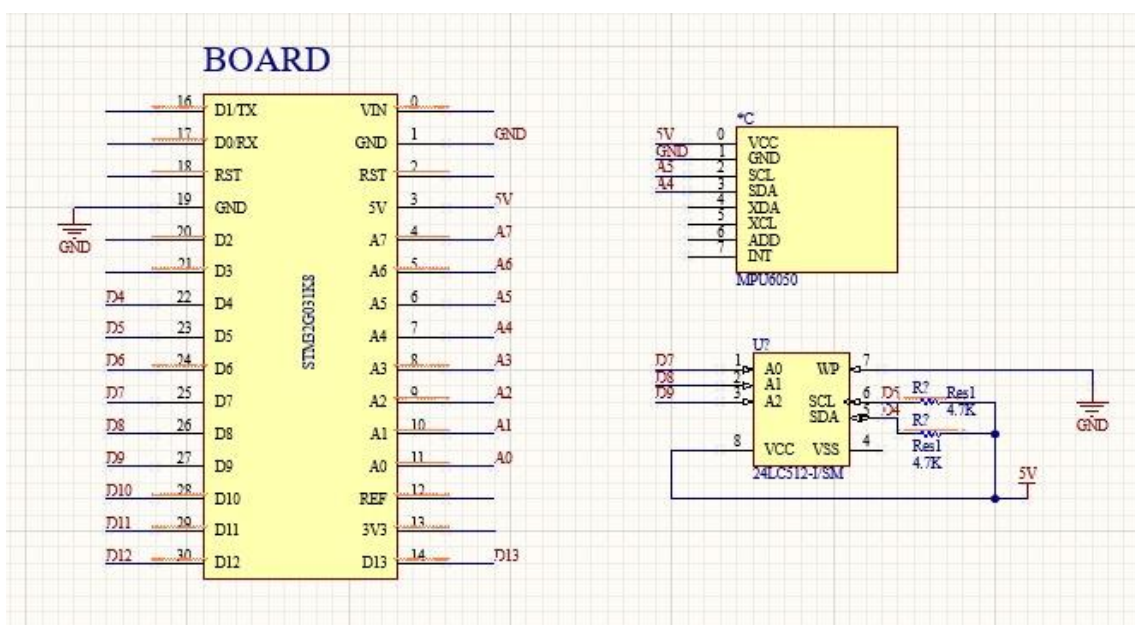 BOARD
16 D1/TX VIN 0
17 D0/RX GND 1 GND
18 RST RST 2
19 GND 5V 3 5V
GND
20 D2 A7 4 A7
21 D3 A6 5 A6
D4 22 D4 A5 6 A5
D5 23 D5 A4 7 A4
D6 24 D6 A3 8 A3
D7 25 D7 A2 9 A2
D8 26 D8 A1 10 A1
D9 27 D9 A0 11 A0
D10 28 D10 REF 12
D11 29 D11 3V3 13
D12 30 D12 D13 14 D13
STM32G031K8
*C
5V 0 VCC
GND 1 GND
A5 2 SCL
A4 3 SDA
4 XDA
5 XCL
6 ADD
7 INT
MPU6050
U?
D7 1 A0 WP 7
D8 2 A1
D9 3 A2 SCL 6 D5 R? Res1
4.7K
SDA 5 D4 R?
Res1
4.7K
GND
8 VCC VSS 4
24LC512-I/SM
5V